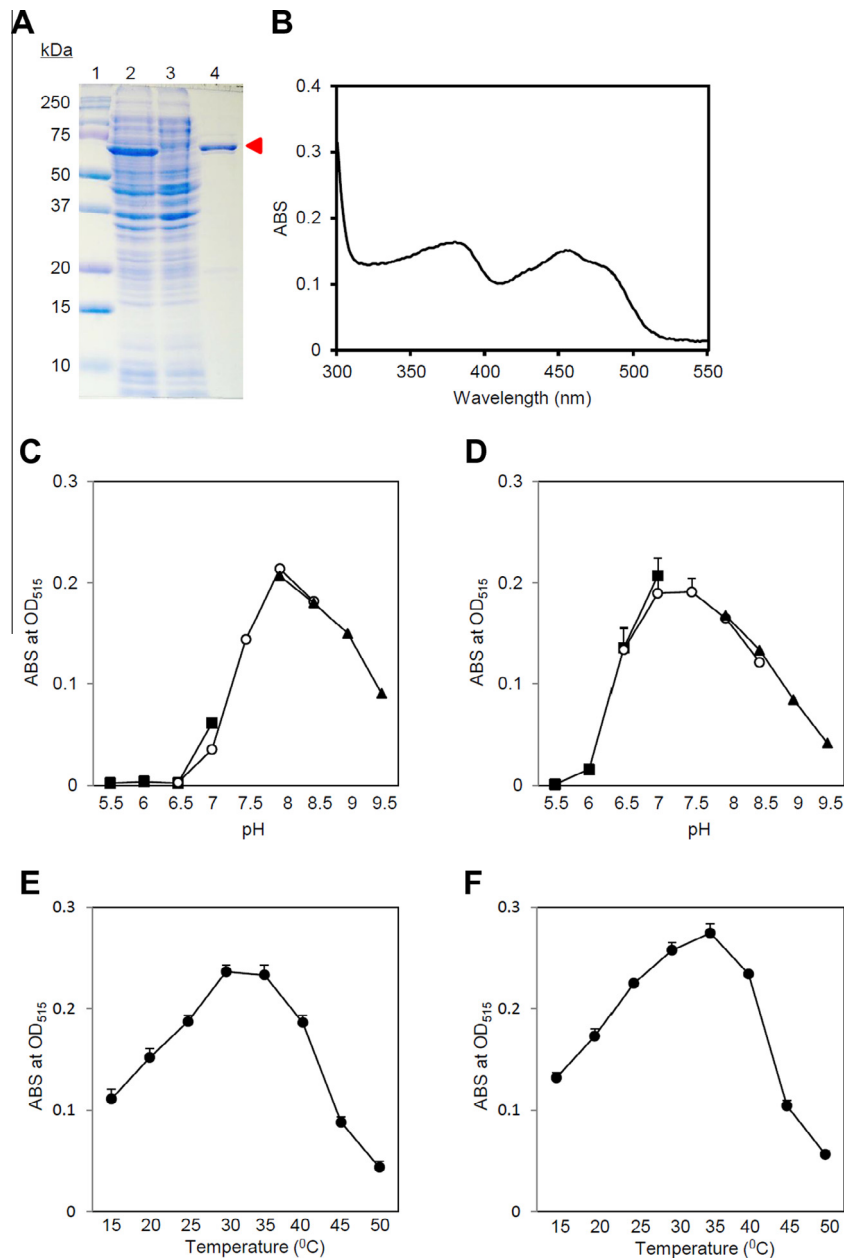 A
kDa
1 2 3 4
250
75
50
37
20
15
10
B
0.4
0.3
0.2
0.1
0
ABS
300 350 400 450 500 550
Wavelength (nm)
C
0.3
0.2
0.1
0
ABS at OD515
5.5 6 6.5 7 7.5 8 8.5 9 9.5
pH
D
0.3
0.2
0.1
0
ABS at OD515
5.5 6 6.5 7 7.5 8 8.5 9 9.5
pH
E
0.3
0.2
0.1
0
ABS at OD515
15 20 25 30 35 40 45 50
Temperature (⁰C)
F
0.3
0.2
0.1
0
ABS at OD515
15 20 25 30 35 40 45 50
Temperature (⁰C)